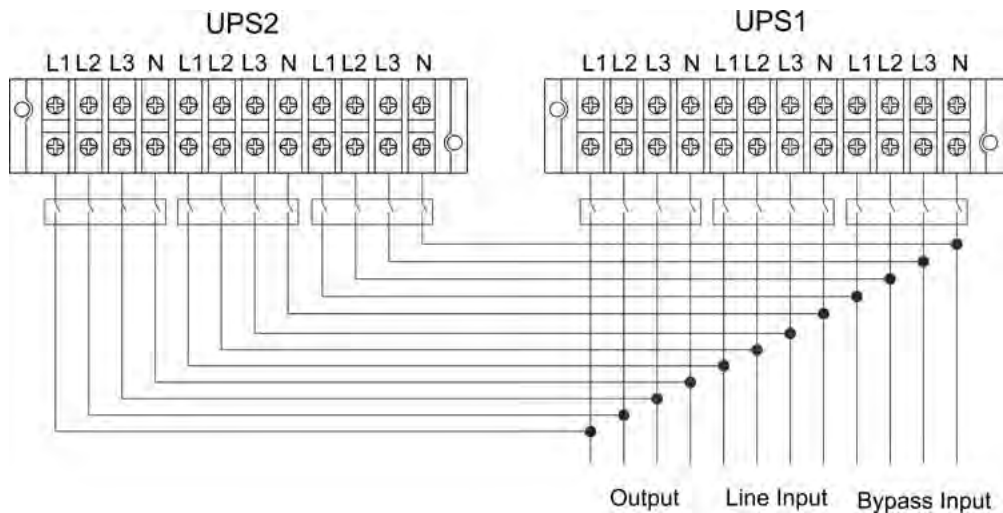 UPS2 UPS1
L1 L2 L3 N L1 L2 L3 N L1 L2 L3 N L1 L2 L3 N L1 L2 L3 N L1 L2 L3 N
Output Line Input Bypass Input